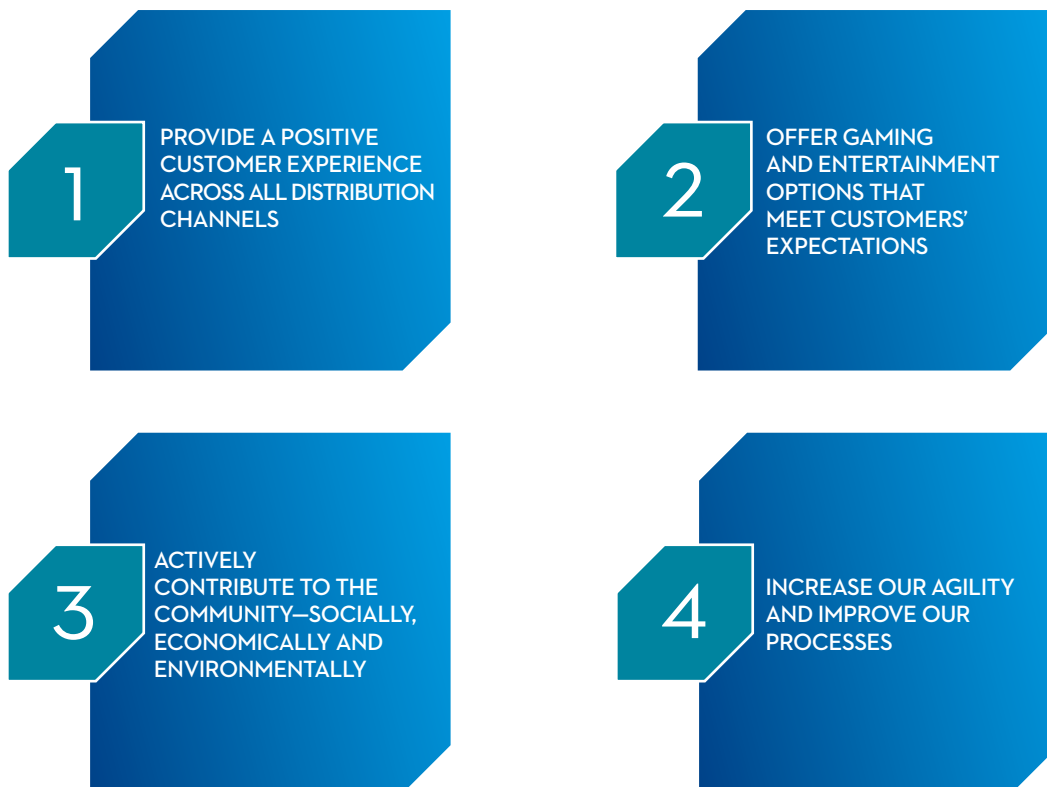 1
PROVIDE A POSITIVE
CUSTOMER EXPERIENCE
ACROSS ALL DISTRIBUTION
CHANNELS
2
OFFER GAMING
AND ENTERTAINMENT
OPTIONS THAT
MEET CUSTOMERS’
EXPECTATIONS
3
ACTIVELY
CONTRIBUTE TO THE
COMMUNITY—SOCIALLY,
ECONOMICALLY AND
ENVIRONMENTALLY
4
INCREASE OUR AGILITY
AND IMPROVE OUR
PROCESSES